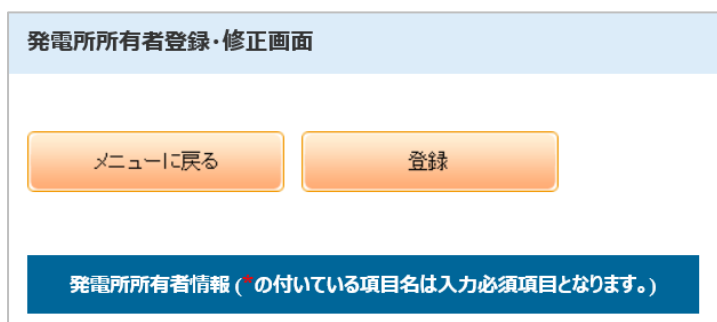 発電所所有者登録・修正画面
メニューに戻る
登録
発電所所有者情報 (*の付いている項目名は入力必須項目となります。)